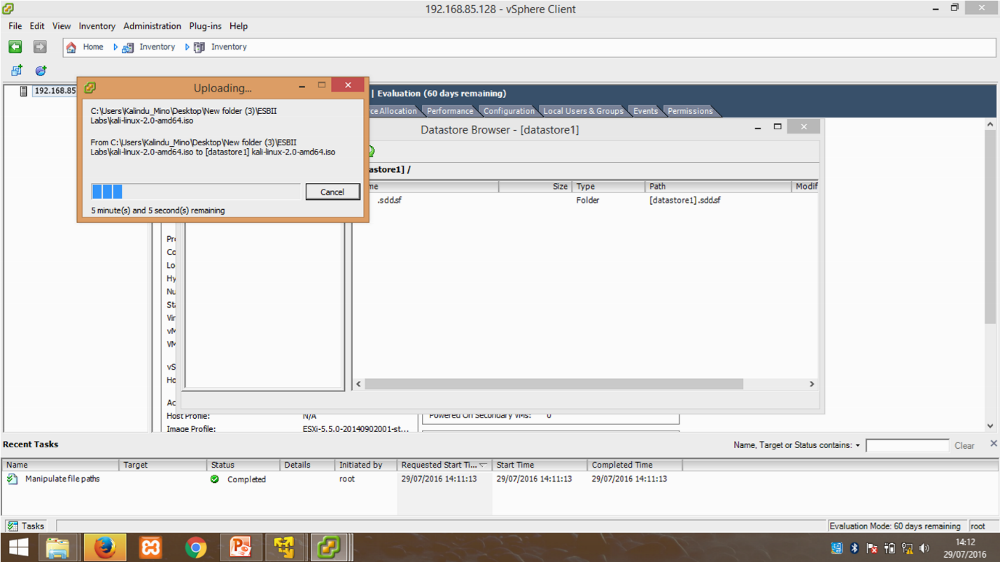 192.168.85.128 - vSphere Client
File Edit View Inventory Administration Plug-ins Help
Home Inventory Inventory
192.168.85
Evaluation (60 days remaining)
ce Allocation Performance Configuration Local Users & Groups Events Permissions
Uploading...
C:\Users\Kalindu_Mino\Desktop\New folder (3)\ESBII
Labs\kali-linux-2.0-amd64.iso
From C:\Users\Kalindu_Mino\Desktop\New folder (3)\ESBII
Labs\kali-linux-2.0-amd64.iso to [datastore1] kali-linux-2.0-amd64.iso
Cancel
5 minute(s) and 5 second(s) remaining
Datastore Browser - [datastore1]
astore1] /
me Size Type Path Modif
.sdd.sf Folder [datastore1] .sdd.sf
Pr
Co
Lo
Hy
Nu
Sta
Vir
vM
VM
vS
Ho
Ac
Host Profile: N/A Powered On Secondary VMs: 0
Image Profile: ESXi-5.5.0-20140902001-st...
Recent Tasks Name, Target or Status contains: Clear
Name Target Status Details Initiated by Requested Start Ti... Start Time Completed Time
Manipulate file paths Completed root 29/07/2016 14:11:13 29/07/2016 14:11:13 29/07/2016 14:11:13
Tasks Evaluation Mode: 60 days remaining root
14:12
29/07/2016